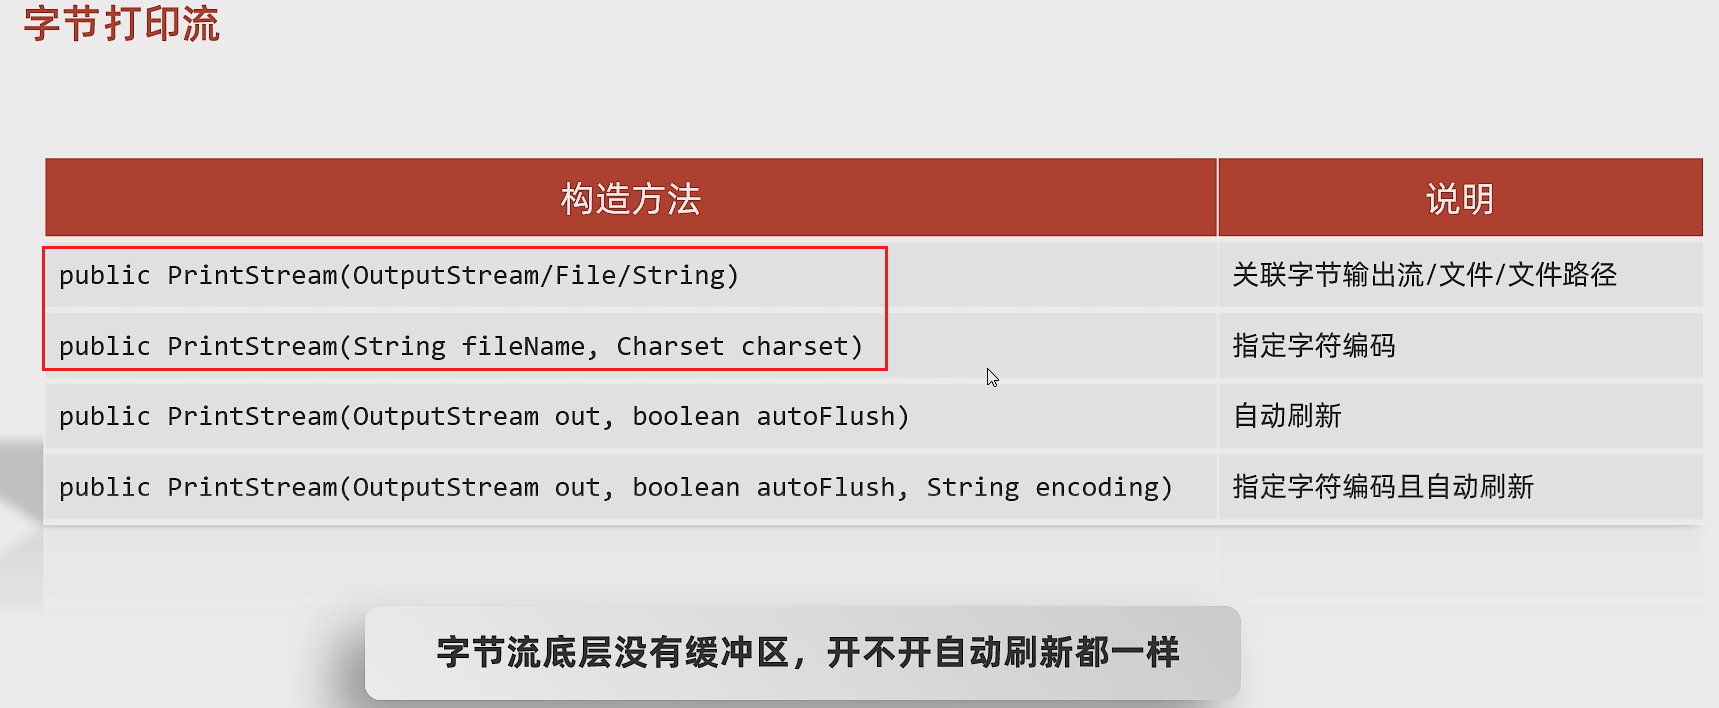 字节打印流
构造方法 说明
public PrintStream(OutputStream/File/String) 关联字节输出流/文件/文件路径
public PrintStream(String fileName, Charset charset) 指定字符编码
public PrintStream(OutputStream out, boolean autoFlush) 自动刷新
public PrintStream(OutputStream out, boolean autoFlush, String encoding) 指定字符编码且自动刷新
字节流底层没有缓冲区，开不开自动刷新都一样